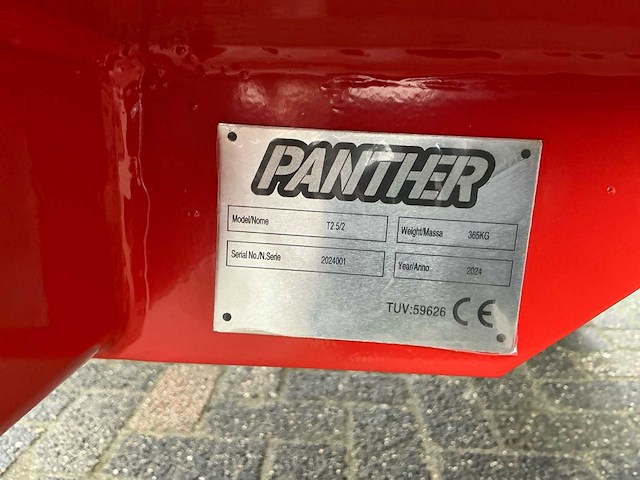 PANTHER
Model/Nome T2.5/2 Weight/Massa 365KG
Serial No./N.Serie 2024001 Year/Anno 2024
TUV:59626 CE